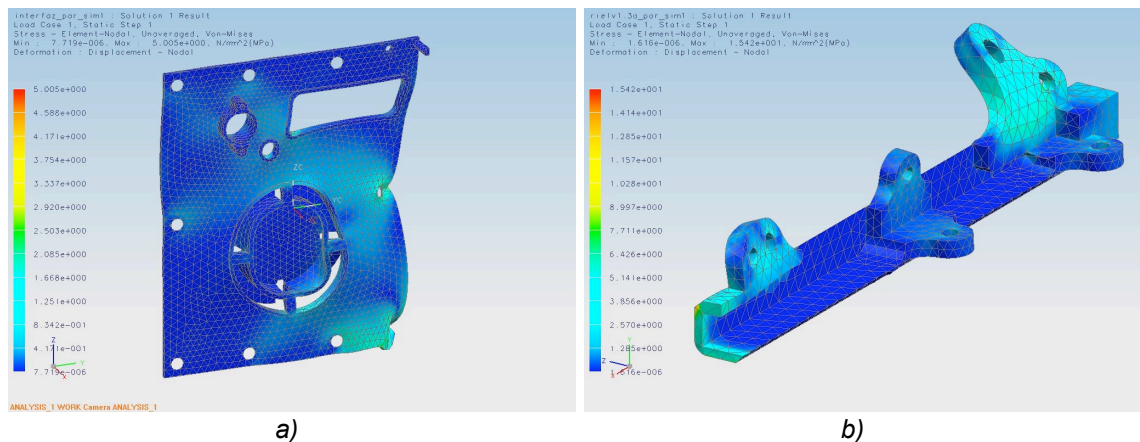 interfaz_par_sim1 : Solution 1 Result
Load Case 1, Static Step 1
Stress - Element-Nodal, Unaveraged, Von-Mises
Min : 7.719e-006, Max : 5.005e+000, N/mm^2(MPa)
Deformation : Displacement - Nodal
5.005e+000
4.588e+000
4.171e+000
3.754e+000
3.337e+000
2.920e+000
2.503e+000
2.085e+000
1.668e+000
1.251e+000
8.342e-001
4.171e-001
7.719e-006
ZC
YC
Z
Y
X
ANALYSIS_1 WORK Camera ANALYSIS_1
a)
rielv1.3a_par_sim1 : Solution 1 Result
Load Case 1, Static Step 1
Stress - Element-Nodal, Unaveraged, Von-Mises
Min : 1.616e-006, Max : 1.542e+001, N/mm^2(MPa)
Deformation : Displacement - Nodal
1.542e+001
1.414e+001
1.285e+001
1.157e+001
1.028e+001
8.997e+000
7.711e+000
6.426e+000
5.141e+000
3.856e+000
2.570e+000
1.285e+000
1.616e-006
Y
Z
X
b)